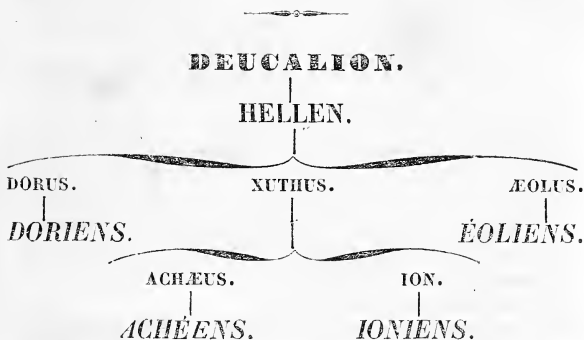 DEUCALION.
HELLEN.
DORUS. XUTHUS. ÆOLUS.
DORIENS. ÉOLIENS.
ACHÆUS. ION.
ACHÉENS. IONIENS.